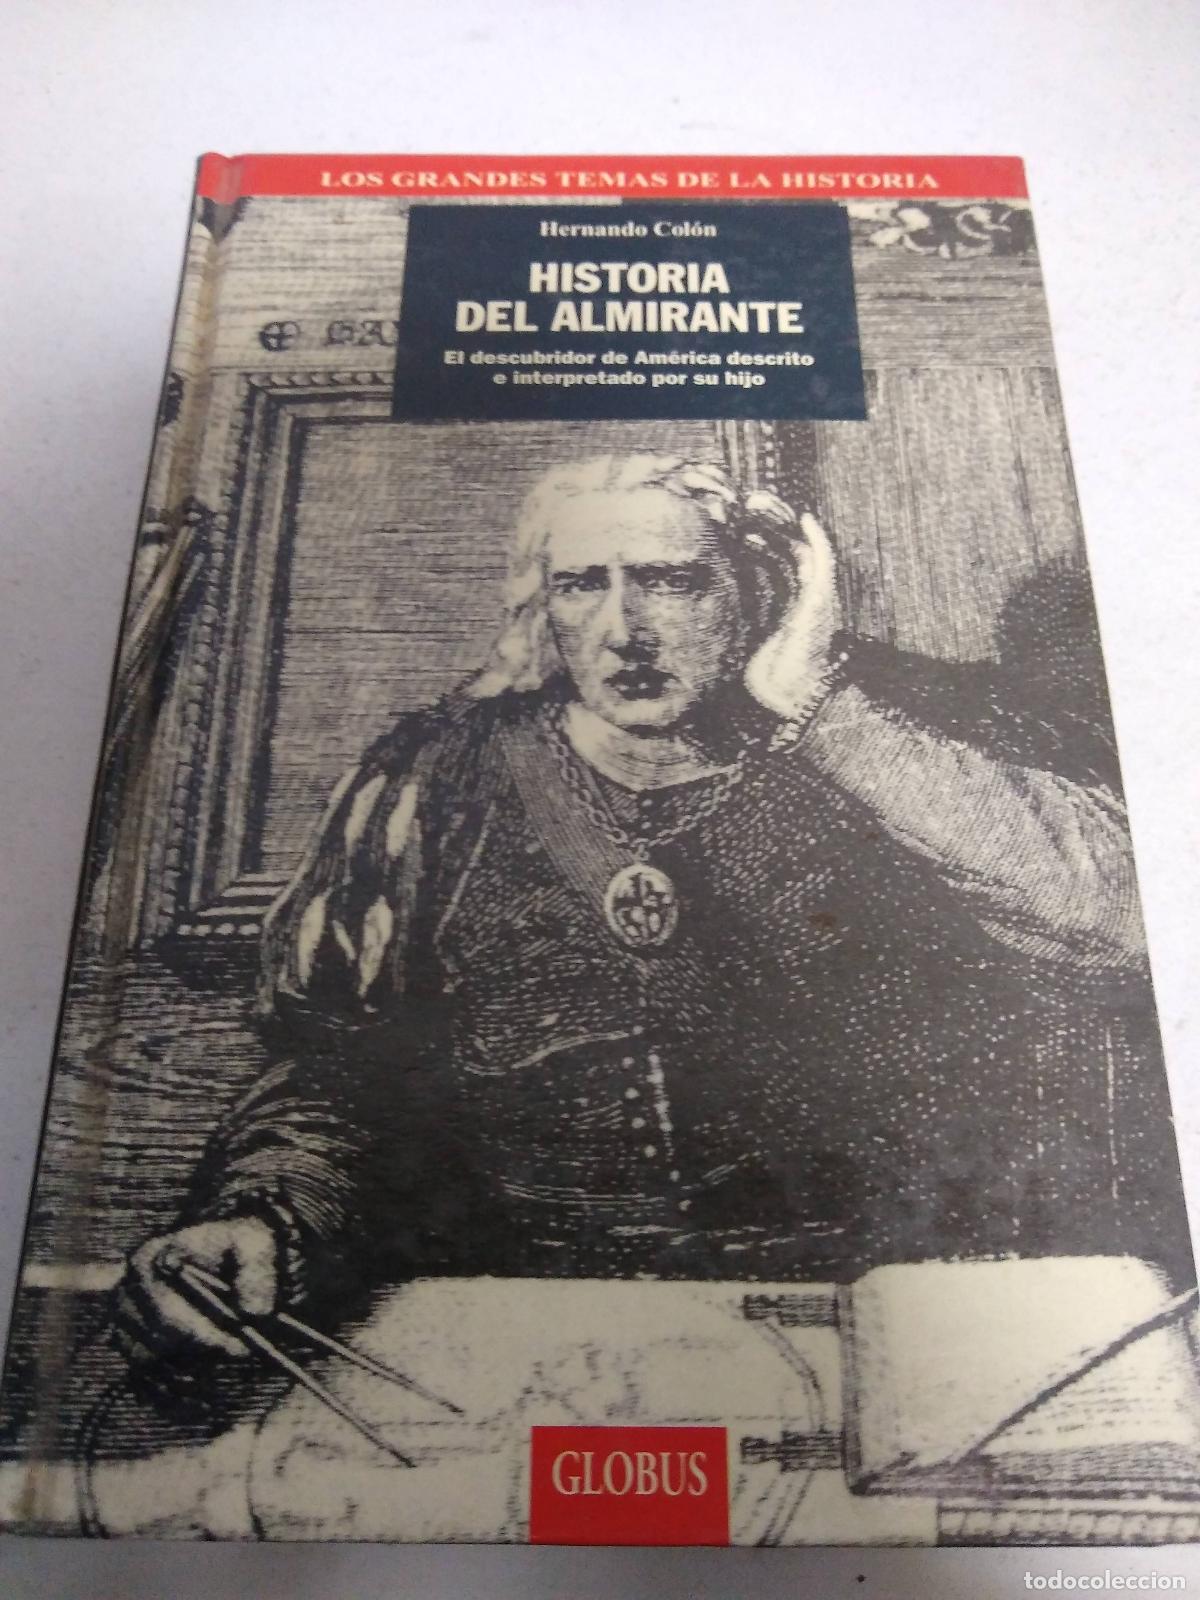 LOS GRANDES TEMAS DE LA HISTORIA
Hernando Colón
HISTORIA
DEL ALMIRANTE
El descubridor de América descrito
e interpretado por su hijo
GLOBUS
todocoleccion